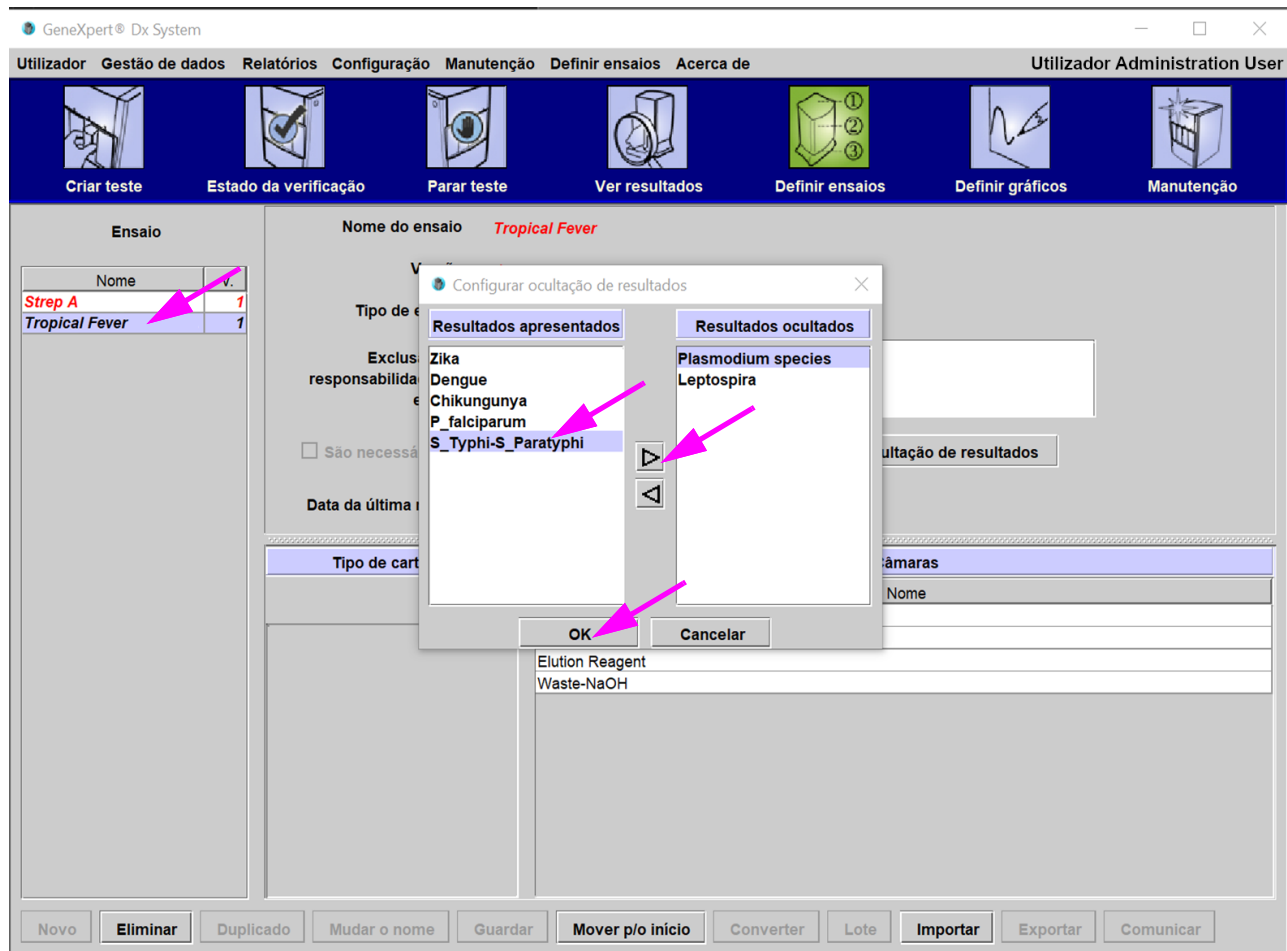 GeneXpert® Dx System
Utilizador Gestão de dados Relatórios Configuração Manutenção Definir ensaios Acerca de Utilizador Administration User
Criar teste Estado da verificação Parar teste Ver resultados Definir ensaios Definir gráficos Manutenção
Ensaio
Nome V.
Strep A 1
Tropical Fever 1
Nome do ensaio Tropical Fever
Tipo de e
Exclus
responsabilida
e
São necessá
ultação de resultados
Data da última
Configurar ocultação de resultados
Resultados apresentados Resultados ocultados
Zika
Dengue
Chikungunya
P_falciparum
S_Typhi-S_Paratyphi
Plasmodium species
Leptospira
OK Cancelar
Tipo de cart
âmaras
Nome
Elution Reagent
Waste-NaOH
Novo Eliminar Duplicado Mudar o nome Guardar Mover p/o início Converter Lote Importar Exportar Comunicar